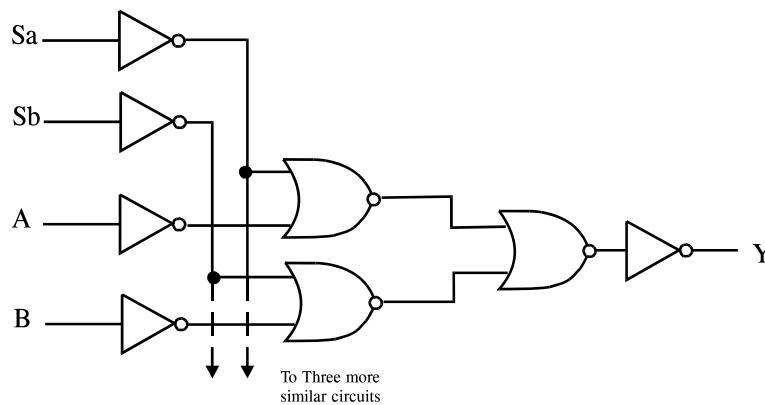 Sa
Sb
A
B
Y
To Three more
similar circuits